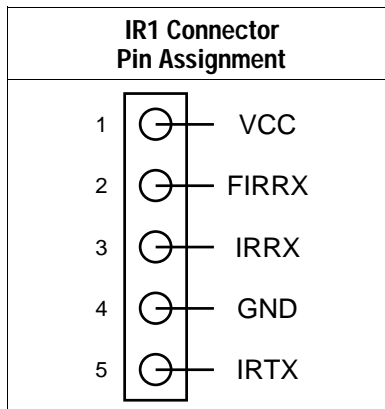 IR1 Connector
Pin Assignment
1 VCC
2 FIRRX
3 IRRX
4 GND
5 IRTX